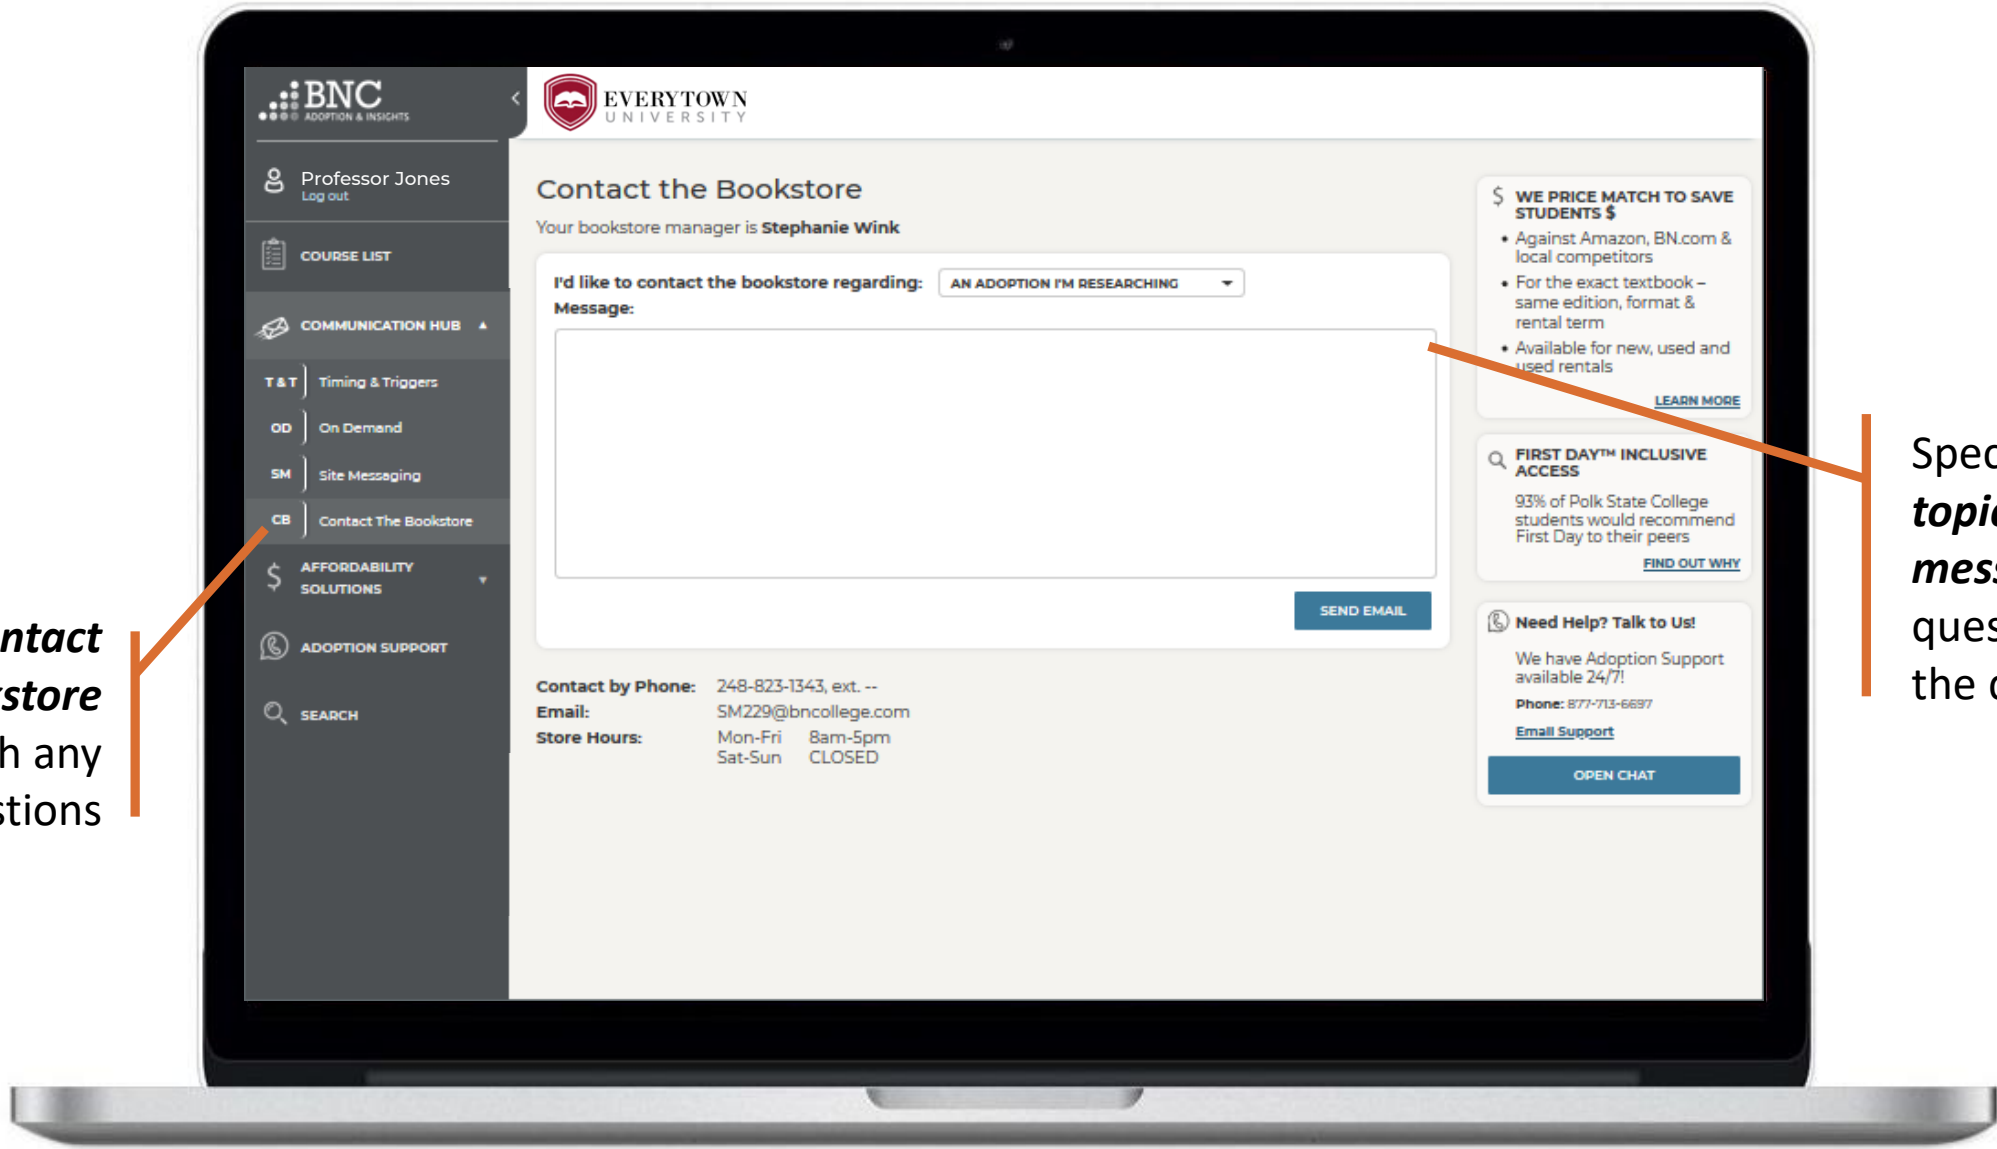 BNC
ADOPTION & INSIGHTS
EVERYTOWN
UNIVERSITY
Professor Jones
Log out
COURSE LIST
COMMUNICATION HUB
T & T Timing & Triggers
OD On Demand
SM Site Messaging
CB Contact The Bookstore
AFFORDABILITY
SOLUTIONS
ADOPTION SUPPORT
SEARCH
Contact the Bookstore
Your bookstore manager is Stephanie Wink
I'd like to contact the bookstore regarding: AN ADOPTION I'M RESEARCHING
Message:
SEND EMAIL
Contact by Phone: 248-823-1343, ext. --
Email: SM229@bncollege.com
Store Hours: Mon-Fri 8am-5pm
Sat-Sun CLOSED
$ WE PRICE MATCH TO SAVE
STUDENTS $
• Against Amazon, BN.com &
local competitors
• For the exact textbook –
same edition, format &
rental term
• Available for new, used and
used rentals
LEARN MORE
FIRST DAY™ INCLUSIVE
ACCESS
93% of Polk State College
students would recommend
First Day to their peers
FIND OUT WHY
Need Help? Talk to Us!
We have Adoption Support
available 24/7!
Phone: 877-713-6697
Email Support
OPEN CHAT
any
the